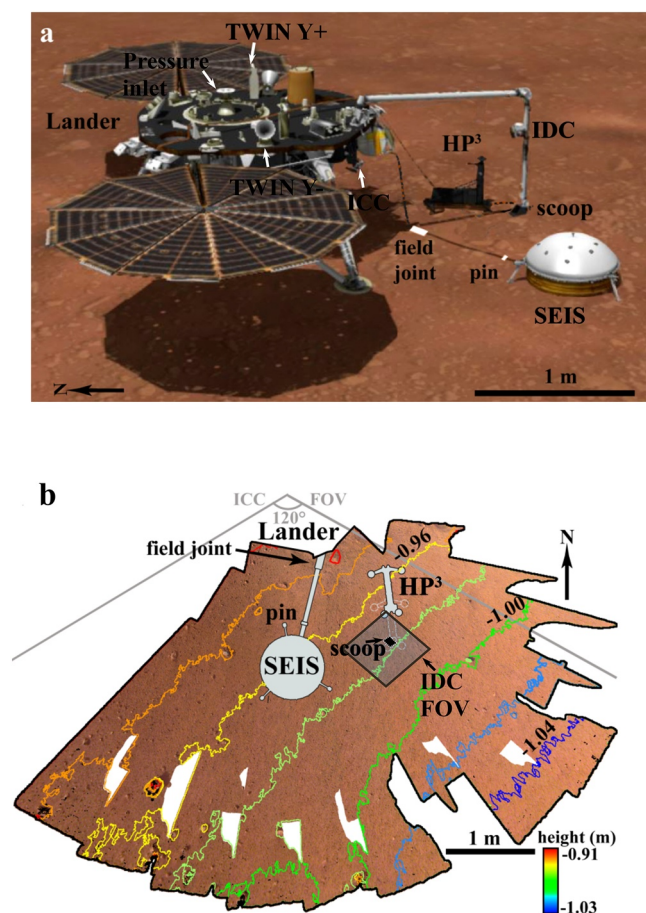 a
TWIN Y+
Pressure
inlet
Lander
IDC
HP³
TWIN Y-
ICC
scoop
field
joint
pin
SEIS
N
1 m
b
ICC FOV
120°
Lander
N
field joint
-0.96
HP³
pin
-1.00
scoop
SEIS
IDC
FOV
-1.04
1 m
height (m)
-0.91
-1.03